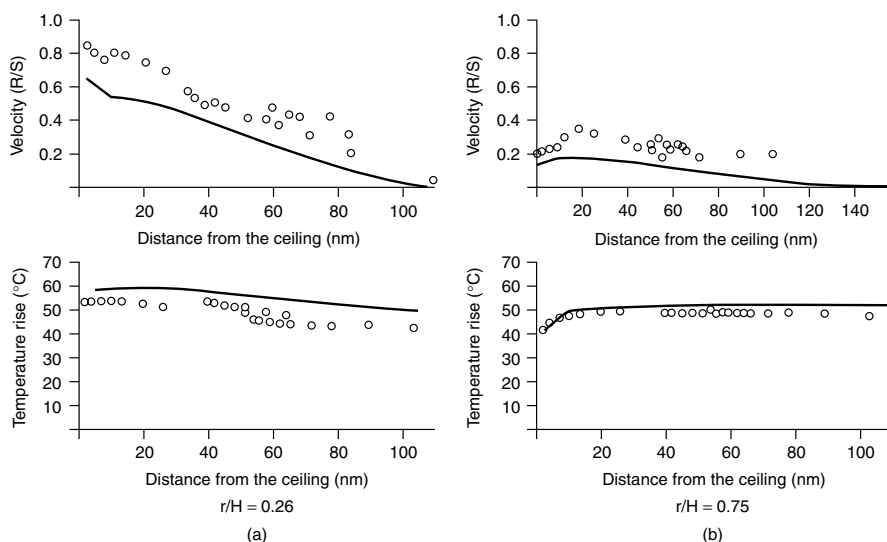 1.0
0.8
0.6
0.4
0.2
Velocity (R/S)
20 40 60 80 100
Distance from the ceiling (nm)
70
60
50
40
30
20
10
Temperature rise (°C)
20 40 60 80 100
Distance from the ceiling (nm)
r/H = 0.26
(a)
1.0
0.8
0.6
0.4
0.2
Velocity (R/S)
20 40 60 80 100 120 140
Distance from the ceiling (nm)
70
60
50
40
30
20
10
Temperature rise (°C)
20 40 60 80 100
Distance from the ceiling (nm)
r/H = 0.75
(b)